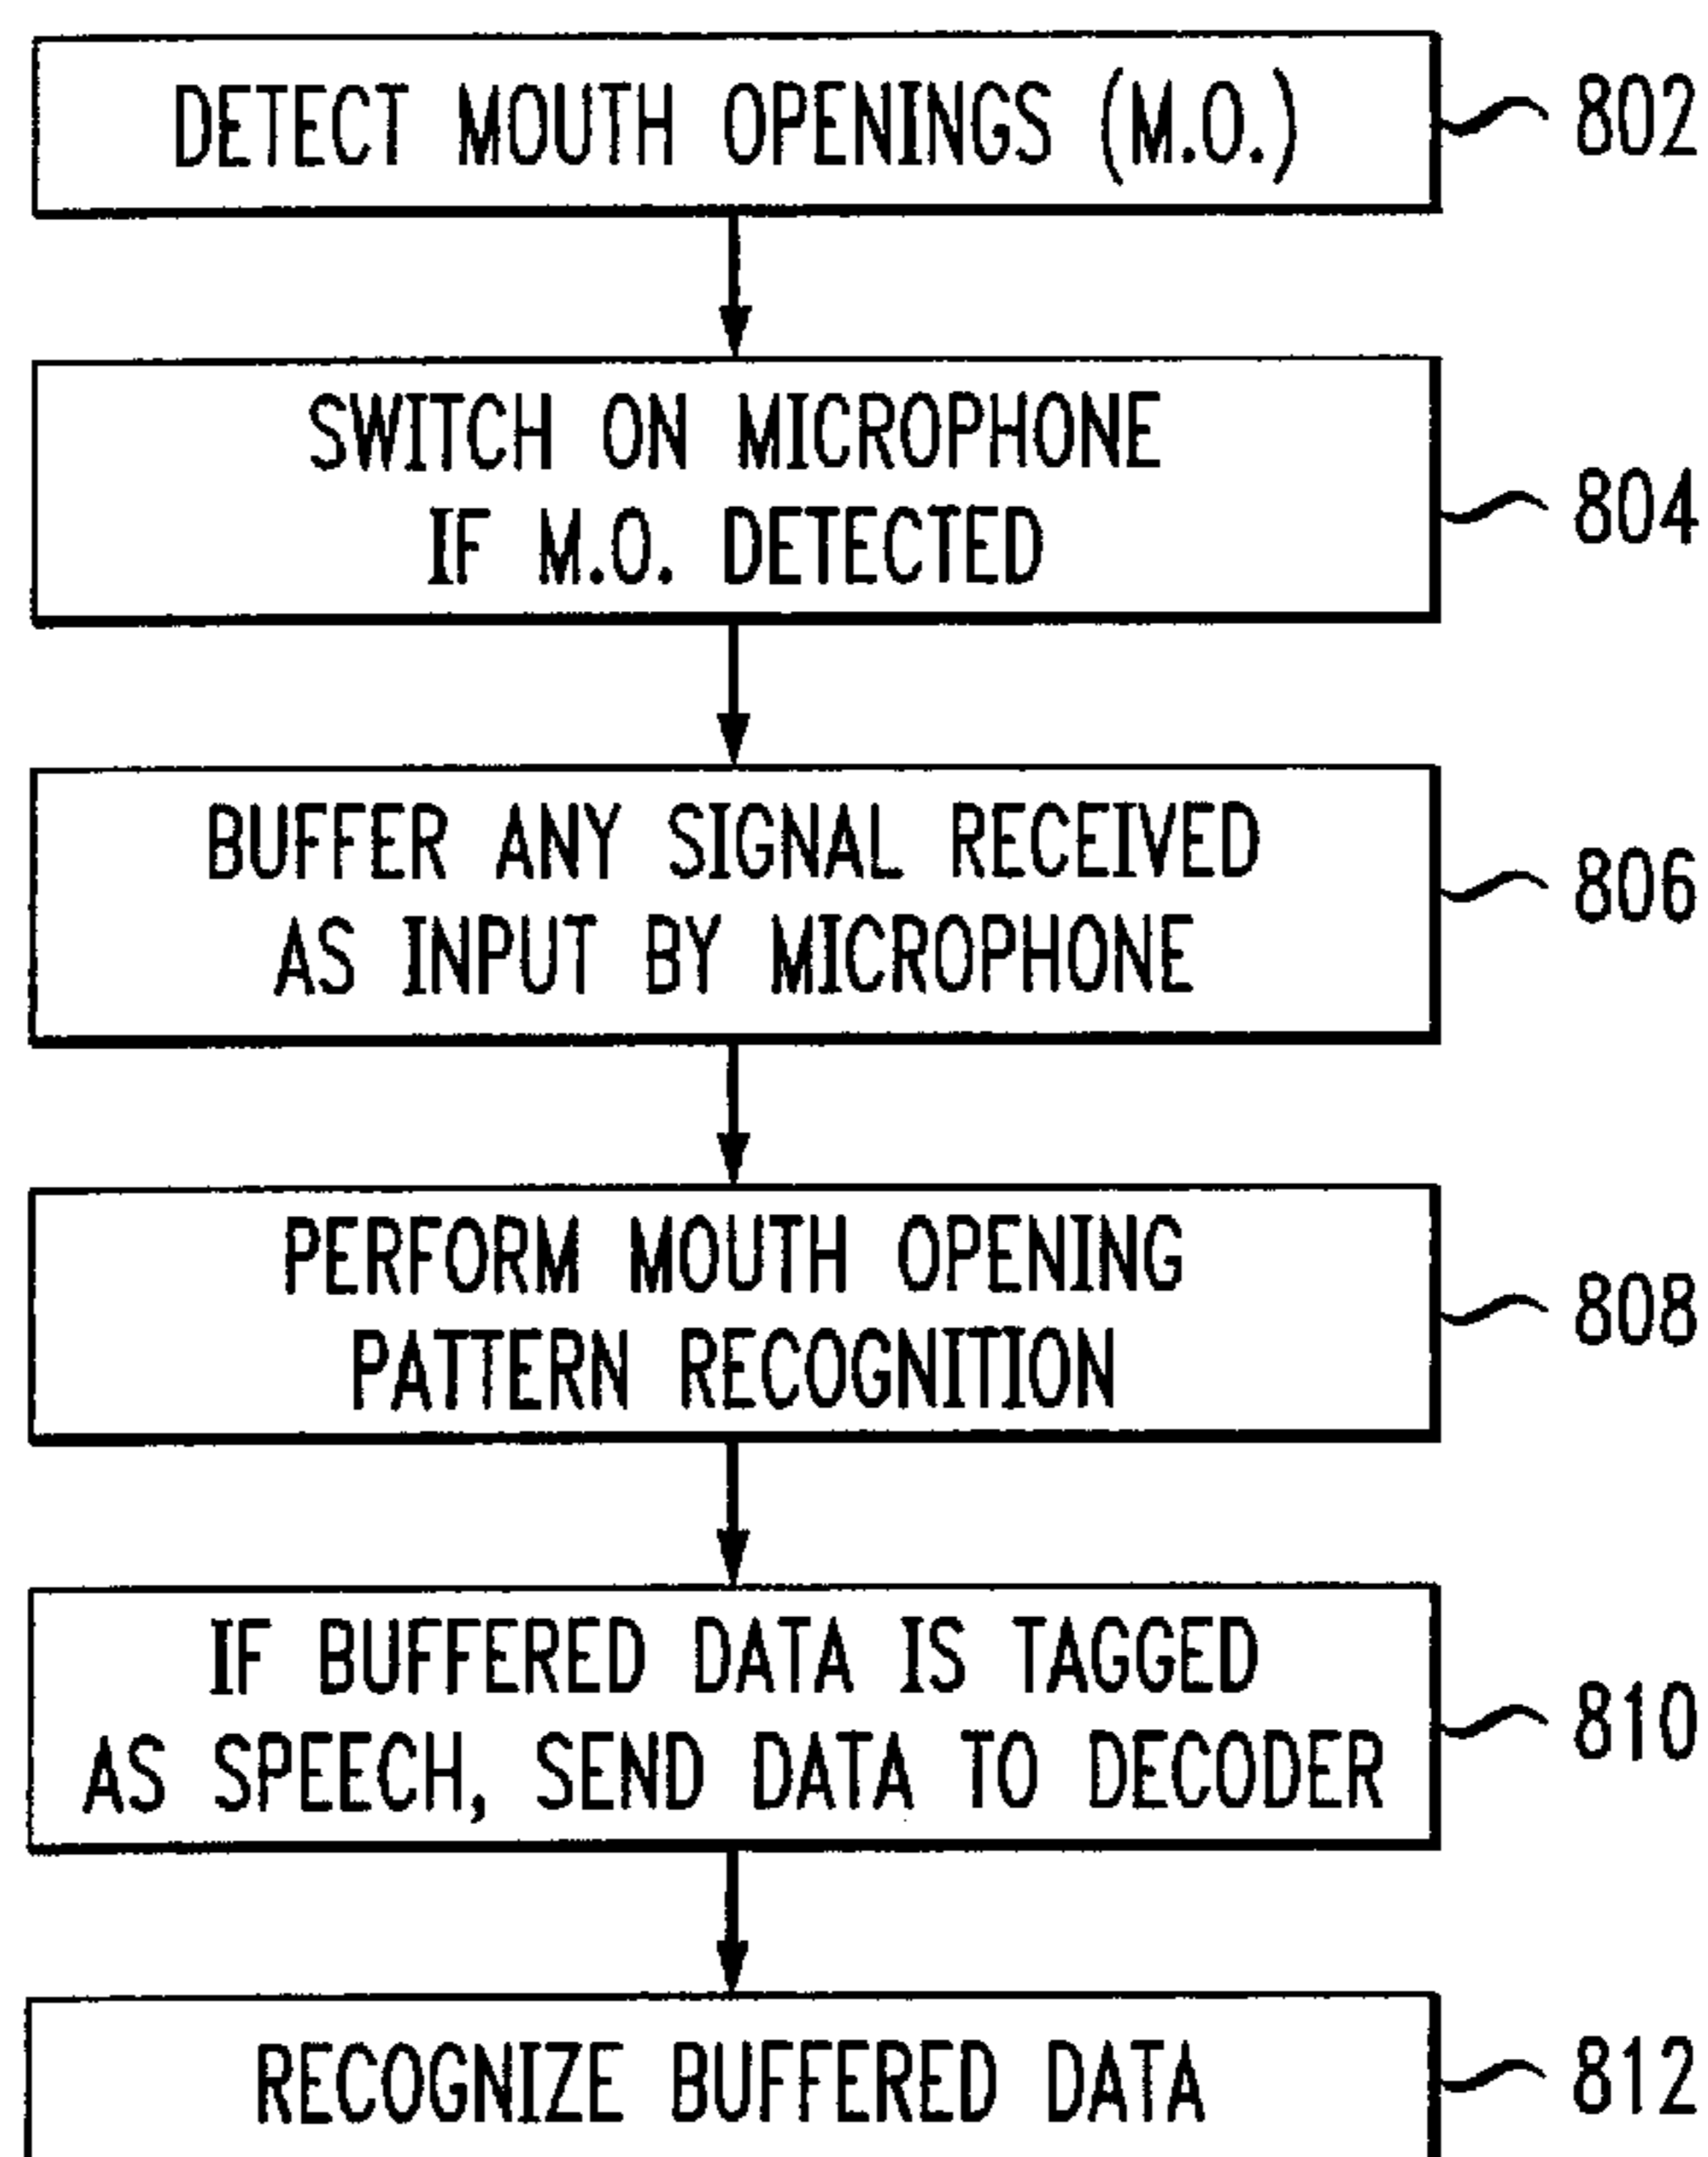 DETECT MOUTH OPENINGS (M.O.)
802
SWITCH ON MICROPHONE
IF M.O. DETECTED
804
BUFFER ANY SIGNAL RECEIVED
AS INPUT BY MICROPHONE
806
PERFORM MOUTH OPENING
PATTERN RECOGNITION
808
IF BUFFERED DATA IS TAGGED
AS SPEECH, SEND DATA TO DECODER
810
RECOGNIZE BUFFERED DATA
812